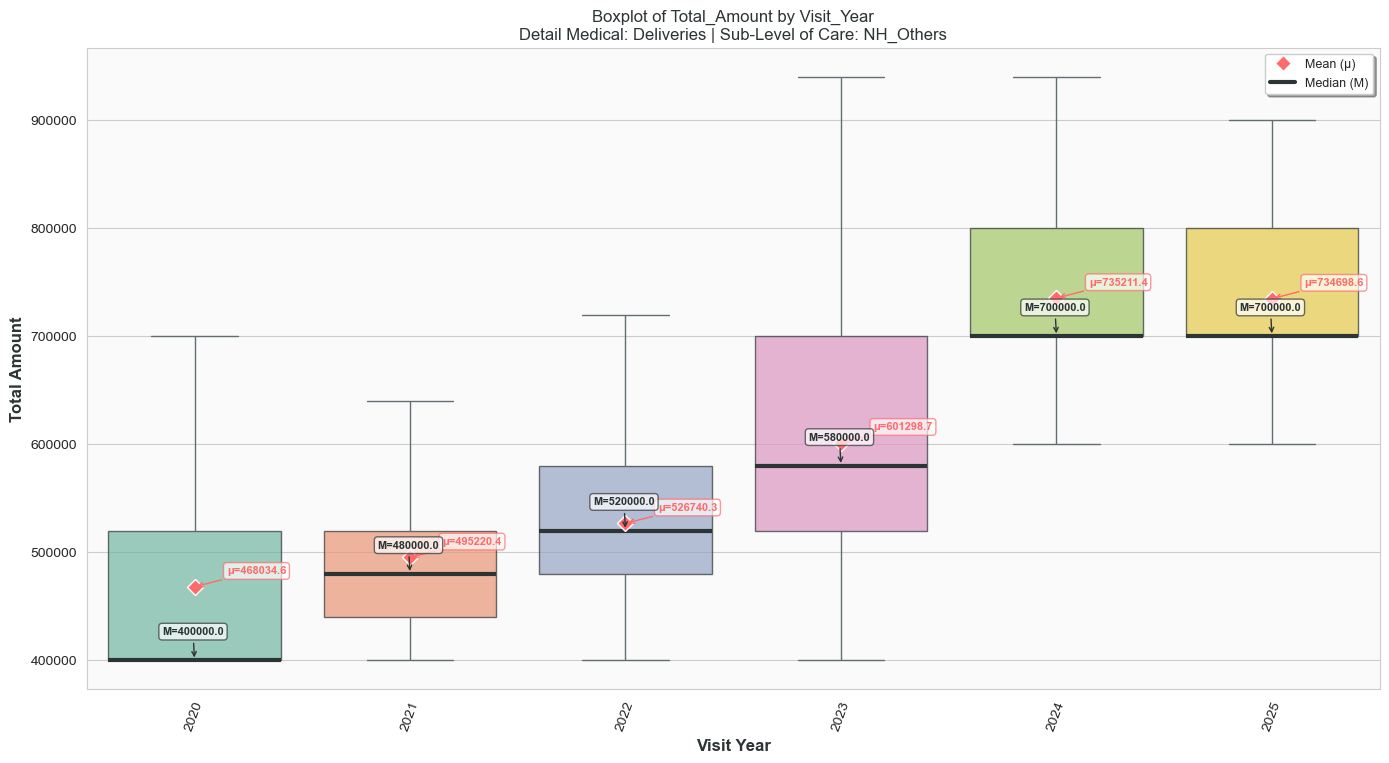 Boxplot of Total_Amount by Visit_Year
Detail Medical: Deliveries | Sub-Level of Care: NH_Others
Mean (μ)
Median (M)
Total Amount
900000
800000
700000
600000
500000
400000
μ=468034.6
M=400000.0
μ=495220.4
M=480000.0
μ=526740.3
M=520000.0
μ=601298.7
M=580000.0
μ=735211.4
M=700000.0
μ=734698.6
M=700000.0
2020
2021
2022
2023
2024
2025
Visit Year